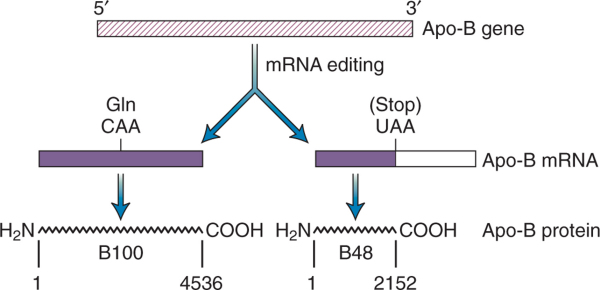 5′ 3′
Apo-B gene
mRNA editing
Gln
CAA
(Stop)
UAA
Apo-B mRNA
H₂N COOH H₂N COOH Apo-B protein
B100 B48
1 4536 1 2152